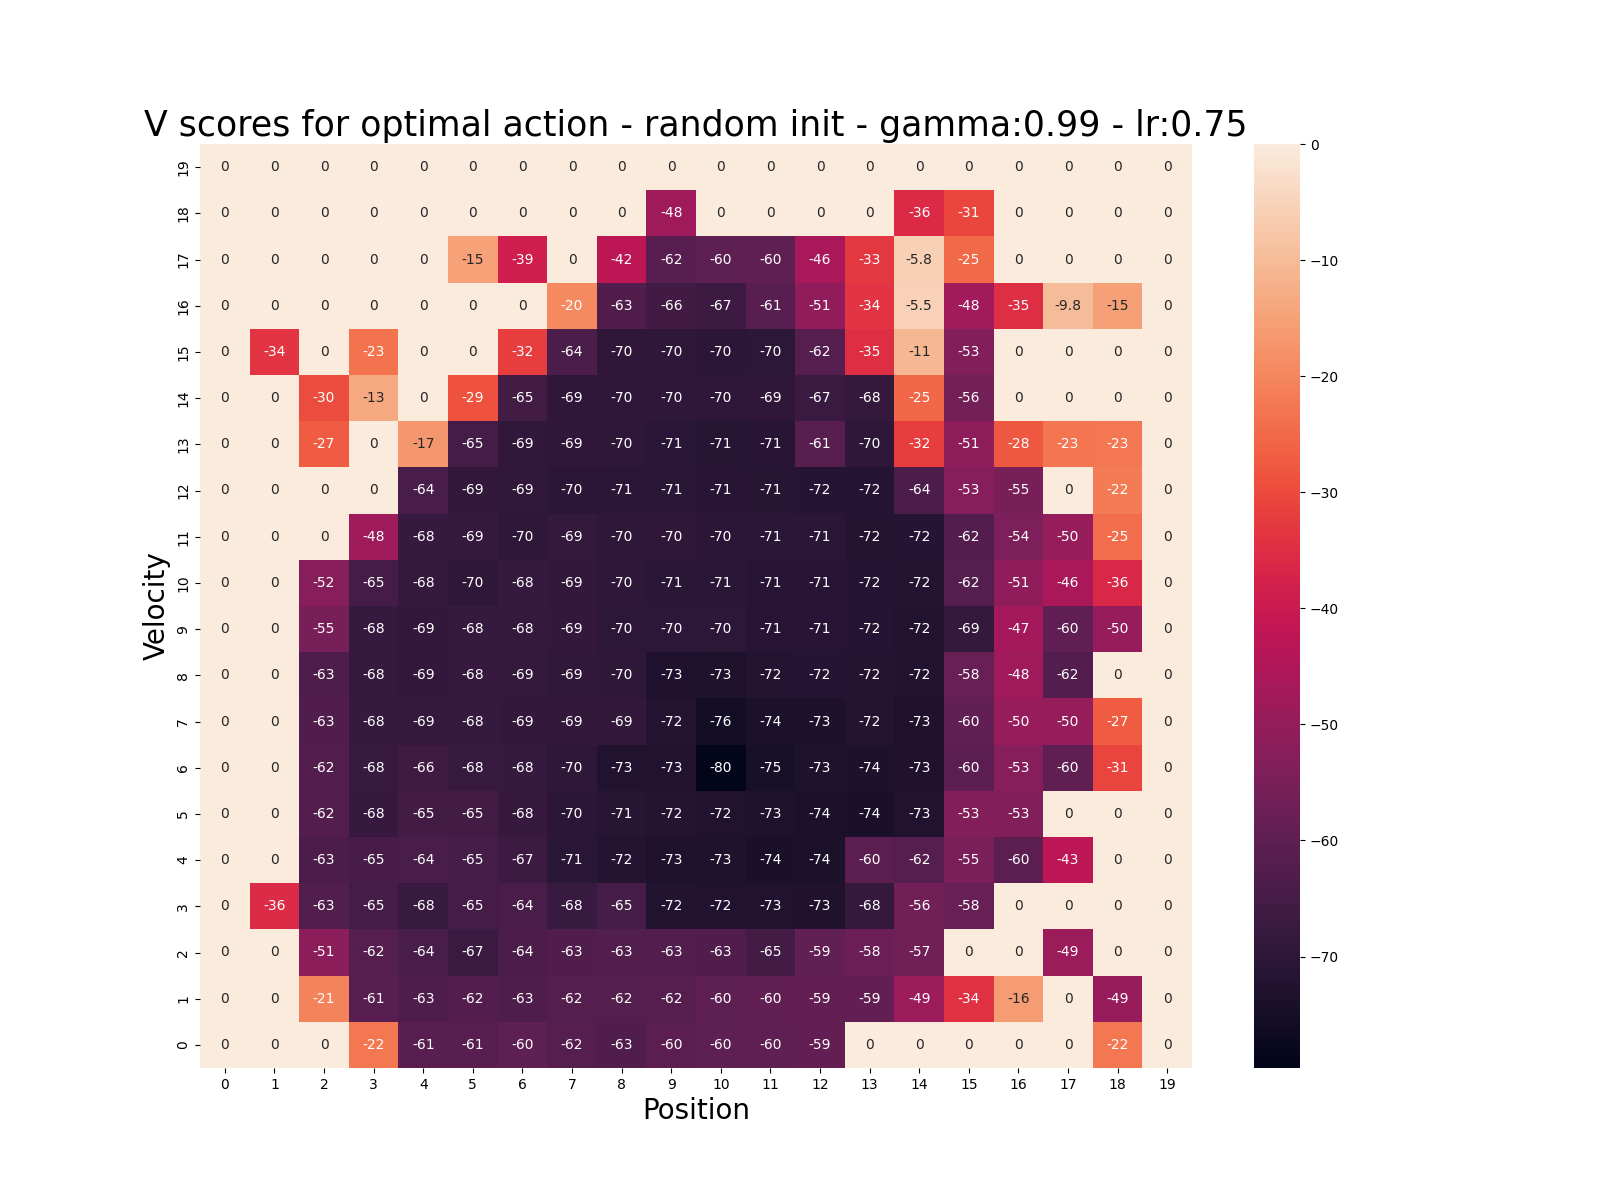 V scores for optimal action - random init - gamma:0.99 - lr:0.75
19 0 0 0 0 0 0 0 0 0 0 0 0 0 0 0 0 0 0 0 0 0
18 0 0 0 0 0 0 0 0 0 -48 0 0 0 0 -36 -31 0 0 0 0
17 0 0 0 0 0 -15 -39 0 -42 -62 -60 -60 -46 -33 -5.8 -25 0 0 0 0 −10
16 0 0 0 0 0 0 0 -20 -63 -66 -67 -61 -51 -34 -5.5 -48 -35 -9.8 -15 0
15 0 -34 0 -23 0 0 -32 -64 -70 -70 -70 -70 -62 -35 -11 -53 0 0 0 0
14 0 0 -30 -13 0 -29 -65 -69 -70 -70 -70 -69 -67 -68 -25 -56 0 0 0 0 −20
13 0 0 -27 0 -17 -65 -69 -69 -70 -71 -71 -71 -61 -70 -32 -51 -28 -23 -23 0
12 0 0 0 0 -64 -69 -69 -70 -71 -71 -71 -71 -72 -72 -64 -53 -55 0 -22 0 −30
11 0 0 0 -48 -68 -69 -70 -69 -70 -70 -70 -71 -71 -72 -72 -62 -54 -50 -25 0
10 0 0 -52 -65 -68 -70 -68 -69 -70 -71 -71 -71 -71 -72 -72 -62 -51 -46 -36 0
Velocity
9 0 0 -55 -68 -69 -68 -68 -69 -70 -70 -70 -71 -71 -72 -72 -69 -47 -60 -50 0 −40
8 0 0 -63 -68 -69 -68 -69 -69 -70 -73 -73 -72 -72 -72 -72 -58 -48 -62 0 0
7 0 0 -63 -68 -69 -68 -69 -69 -69 -72 -76 -74 -73 -72 -73 -60 -50 -50 -27 0 −50
6 0 0 -62 -68 -66 -68 -68 -70 -73 -73 -80 -75 -73 -74 -73 -60 -53 -60 -31 0
5 0 0 -62 -68 -65 -65 -68 -70 -71 -72 -72 -73 -74 -74 -73 -53 -53 0 0 0
4 0 0 -63 -65 -64 -65 -67 -71 -72 -73 -73 -74 -74 -60 -62 -55 -60 -43 0 0 −60
3 0 -36 -63 -65 -68 -65 -64 -68 -65 -72 -72 -73 -73 -68 -56 -58 0 0 0 0
2 0 0 -51 -62 -64 -67 -64 -63 -63 -63 -63 -65 -59 -58 -57 0 0 -49 0 0 −70
1 0 0 -21 -61 -63 -62 -63 -62 -62 -62 -60 -60 -59 -59 -49 -34 -16 0 -49 0
0 0 0 0 -22 -61 -61 -60 -62 -63 -60 -60 -60 -59 0 0 0 0 0 -22 0
0 1 2 3 4 5 6 7 8 9 10 11 12 13 14 15 16 17 18 19
Position